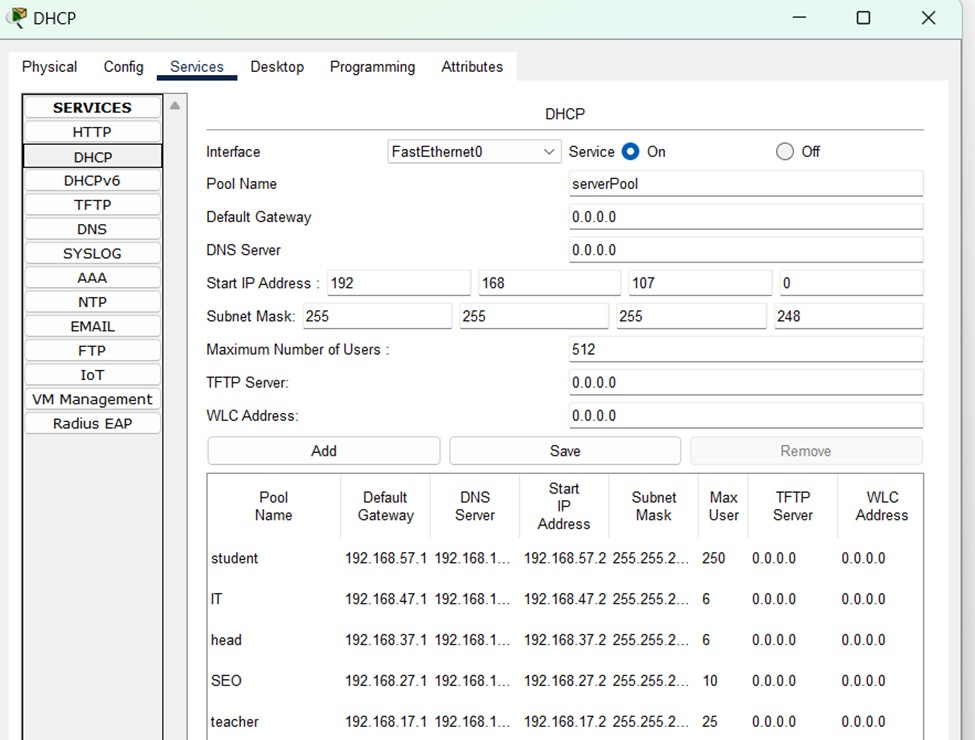 DHCP
Physical Config Services Desktop Programming Attributes
SERVICES
HTTP
DHCP
DHCPv6
TFTP
DNS
SYSLOG
AAA
NTP
EMAIL
FTP
IoT
VM Management
Radius EAP
DHCP
Interface FastEthernet0 Service On Off
Pool Name serverPool
Default Gateway 0.0.0.0
DNS Server 0.0.0.0
Start IP Address : 192 168 107 0
Subnet Mask: 255 255 255 248
Maximum Number of Users : 512
TFTP Server: 0.0.0.0
WLC Address: 0.0.0.0
Add Save Remove
Pool Name Default Gateway DNS Server Start IP Address Subnet Mask Max User TFTP Server WLC Address
student 192.168.57.1 192.168.1... 192.168.57.2 255.255.2... 250 0.0.0.0 0.0.0.0
IT 192.168.47.1 192.168.1... 192.168.47.2 255.255.2... 6 0.0.0.0 0.0.0.0
head 192.168.37.1 192.168.1... 192.168.37.2 255.255.2... 6 0.0.0.0 0.0.0.0
SEO 192.168.27.1 192.168.1... 192.168.27.2 255.255.2... 10 0.0.0.0 0.0.0.0
teacher 192.168.17.1 192.168.1... 192.168.17.2 255.255.2... 25 0.0.0.0 0.0.0.0